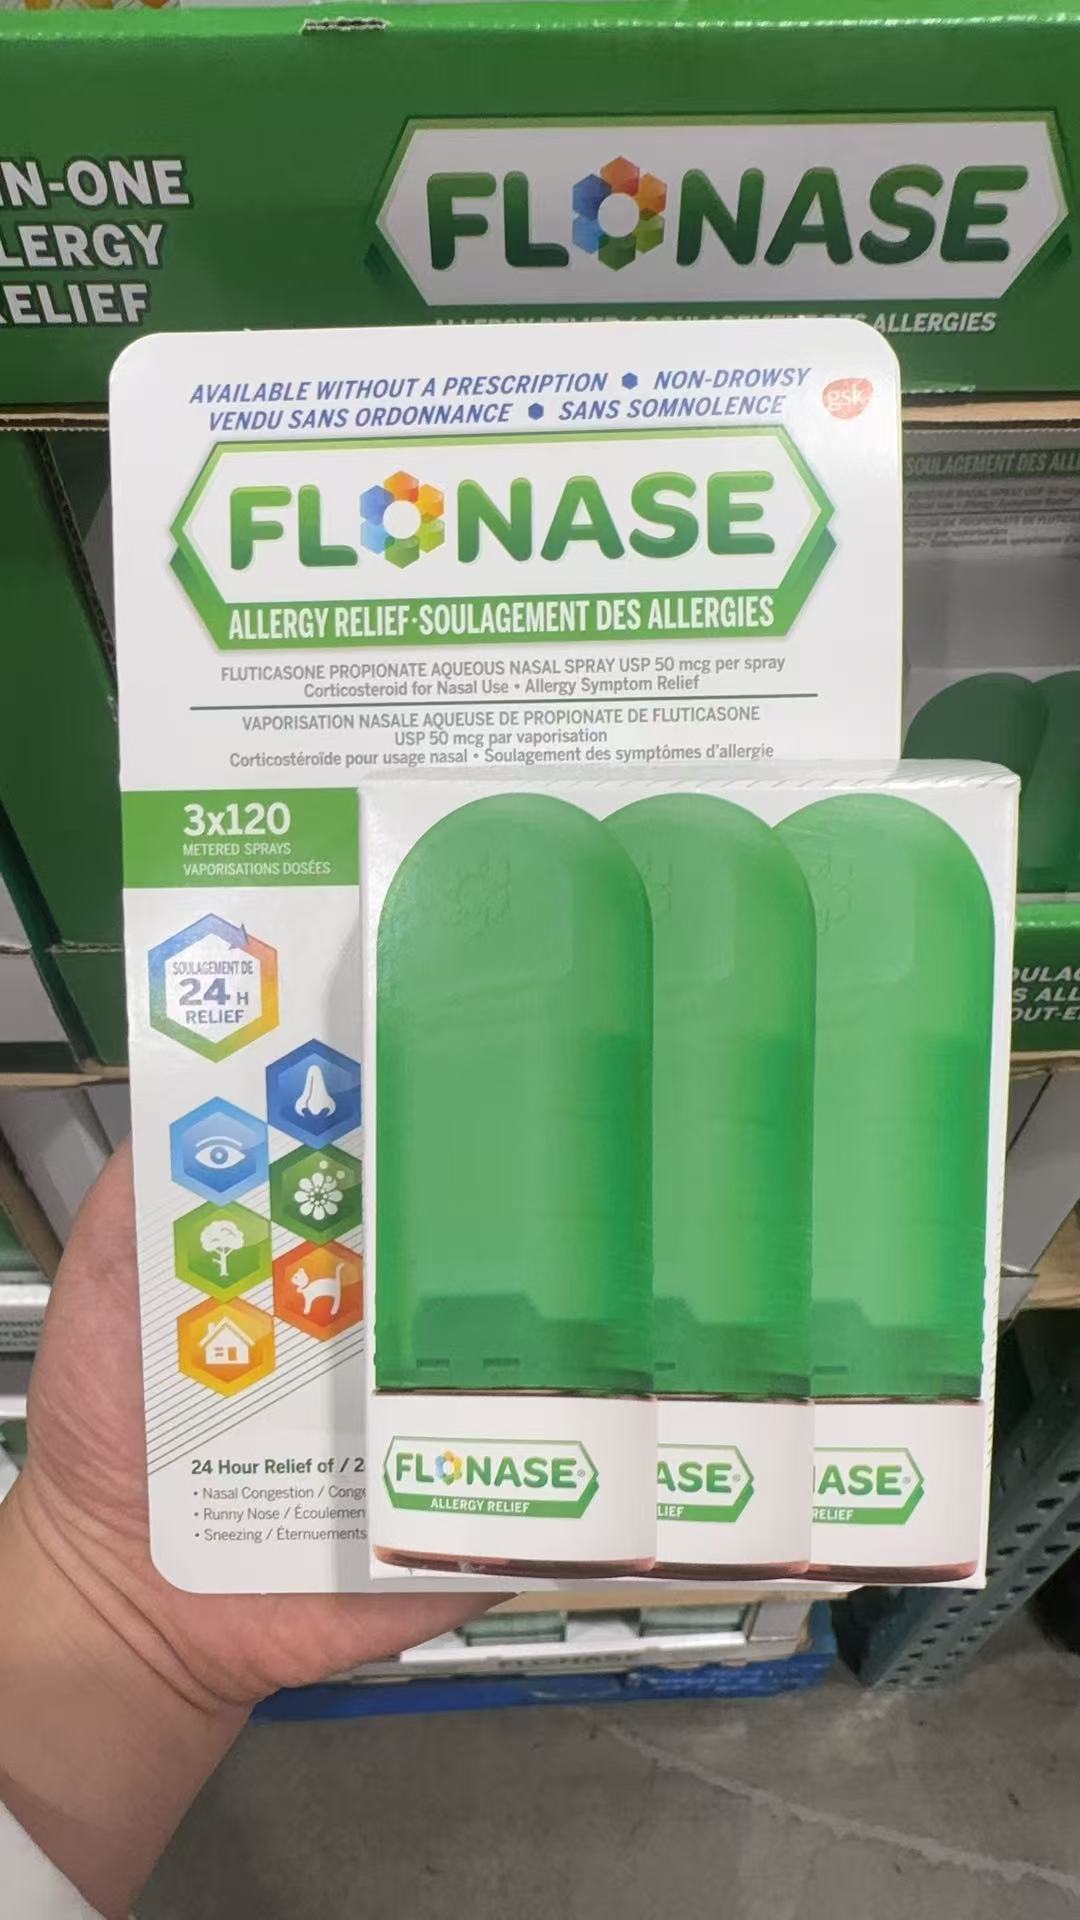 N-ONE
LERGY
ELIEF
FLONASE
ALLERGIES
AVAILABLE WITHOUT A PRESCRIPTION • NON-DROWSY
VENDU SANS ORDONNANCE • SANS SOMNOLENCE
gsk
FLONASE
ALLERGY RELIEF·SOULAGEMENT DES ALLERGIES
FLUTICASONE PROPIONATE AQUEOUS NASAL SPRAY USP 50 mcg per spray
Corticosteroid for Nasal Use • Allergy Symptom Relief
VAPORISATION NASALE AQUEUSE DE PROPIONATE DE FLUTICASONE
USP 50 mcg par vaporisation
Corticostéroïde pour usage nasal • Soulagement des symptômes d'allergie
SOULAGEMENT DES ALL
3x120
METERED SPRAYS
VAPORISATIONS DOSÉES
SOULAGEMENT DE
24 H
RELIEF
OULAG
S ALL
OUT-E
24 Hour Relief of / 2
• Nasal Congestion / Conge
• Runny Nose / Écoulemen
• Sneezing / Éternuements
FLONASE®
ALLERGY RELIEF
ASE®
LIEF
ASE®
RELIEF
FLONASE